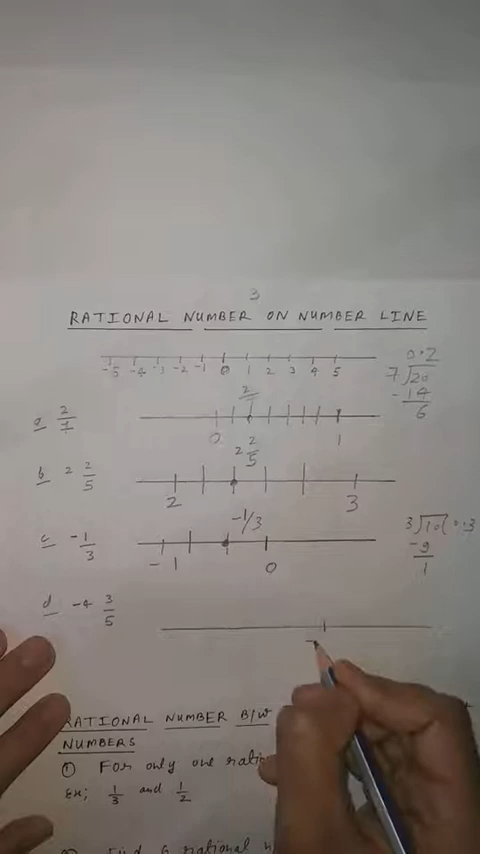 3
RATIONAL NUMBER ON NUMBER LINE
-5 -4 -3 -2 -1 0 1 2 3 4 5
0.2
7)20
-14
6
a 2/7
2/7
0 1
b 2 2/5
2 2/5
2 3
c -1/3
-1/3
-1 0
3)10(0.3
-9
1
d -4 3/5
-
RATIONAL NUMBER B/W
NUMBERS
① For only one
Ex; 1/3 and 1/2
Find 6 rational